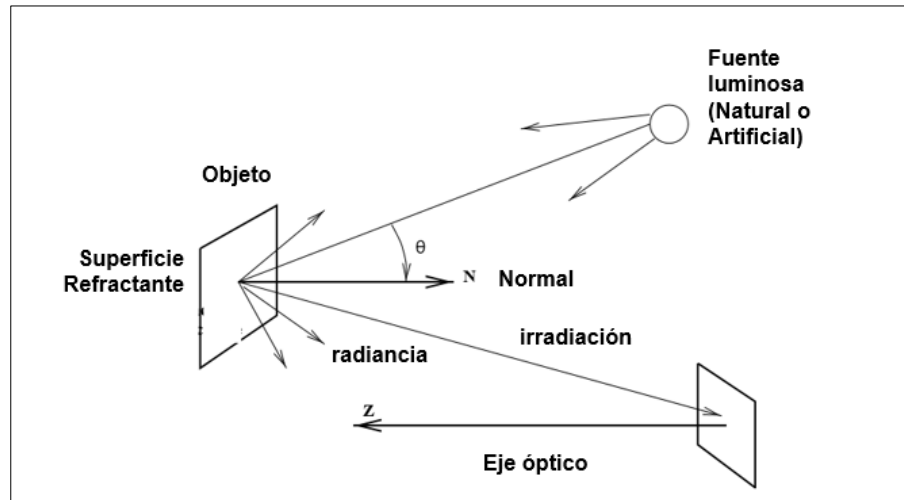 Fuente
luminosa
(Natural o
Artificial)
Objeto
Superficie
Refractante
θ
N
Normal
irradiación
radiancia
Z
Eje óptico